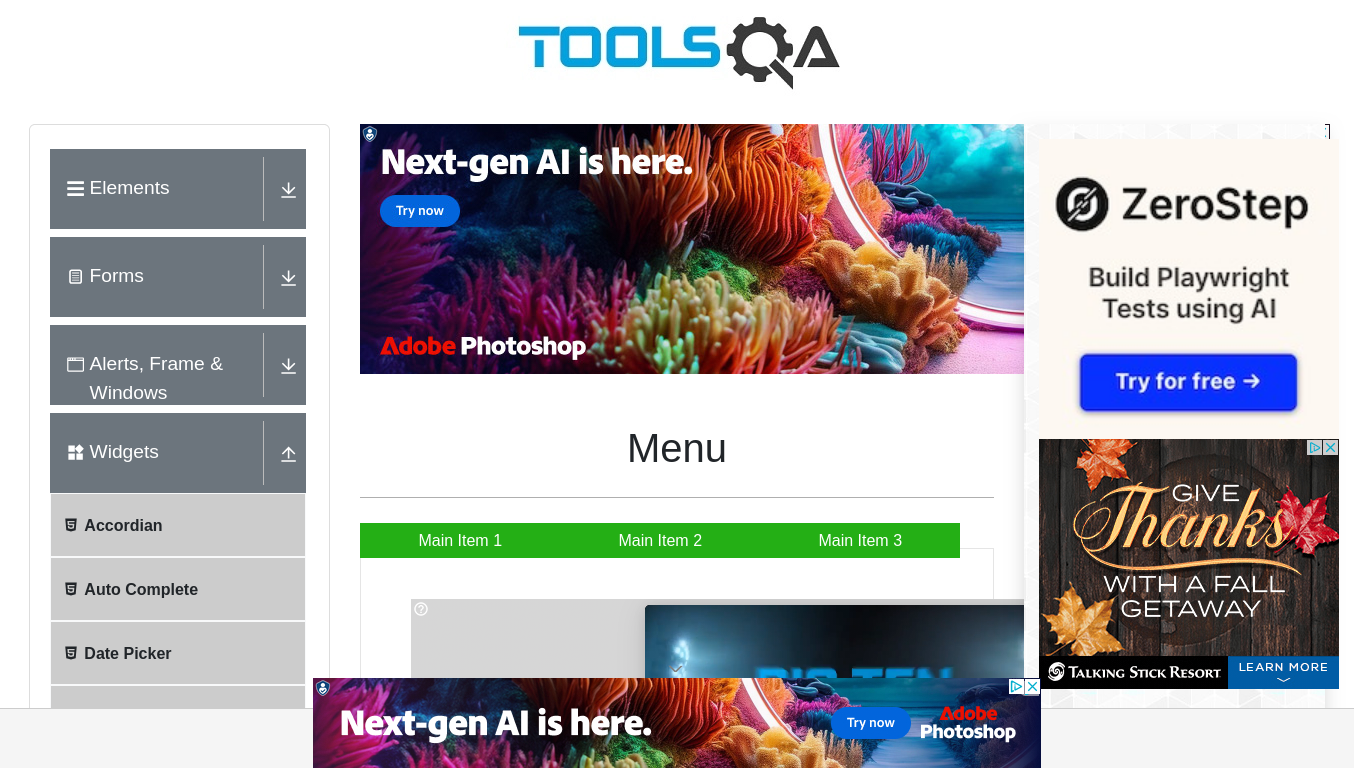 TOOLSQA
Elements
Forms
Alerts, Frame &
Windows
Widgets
Accordian
Auto Complete
Date Picker
Next-gen AI is here.
Try now
Adobe Photoshop
Menu
Main Item 1
Main Item 2
Main Item 3
ZeroStep
Build Playwright
Tests using AI
Try for free →
GIVE
Thanks
WITH A FALL
GETAWAY
TALKING STICK RESORT
LEARN MORE
Next-gen AI is here.
Try now
Adobe
Photoshop